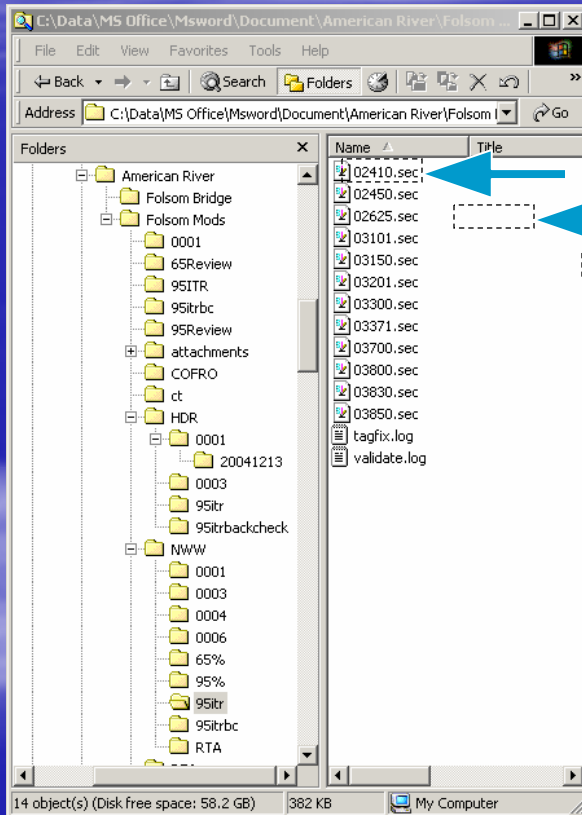 C:\Data\MS Office\Msword\Document\American River\Folsom ...
File Edit View Favorites Tools Help
Back Search Folders »
Address C:\Data\MS Office\Msword\Document\American River\Folsom Go
Folders
American River
Folsom Bridge
Folsom Mods
0001
65Review
95ITR
95itrbc
95Review
attachments
COFRO
ct
HDR
0001
20041213
0003
95itr
95itrbackcheck
NWW
0001
0003
0004
0006
65%
95%
95itr
95itrbc
RTA
Name Title
02410.sec
02450.sec
02625.sec
03101.sec
03150.sec
03201.sec
03300.sec
03371.sec
03700.sec
03800.sec
03830.sec
03850.sec
tagfix.log
validate.log
14 object(s) (Disk free space: 58.2 GB) 382 KB My Computer